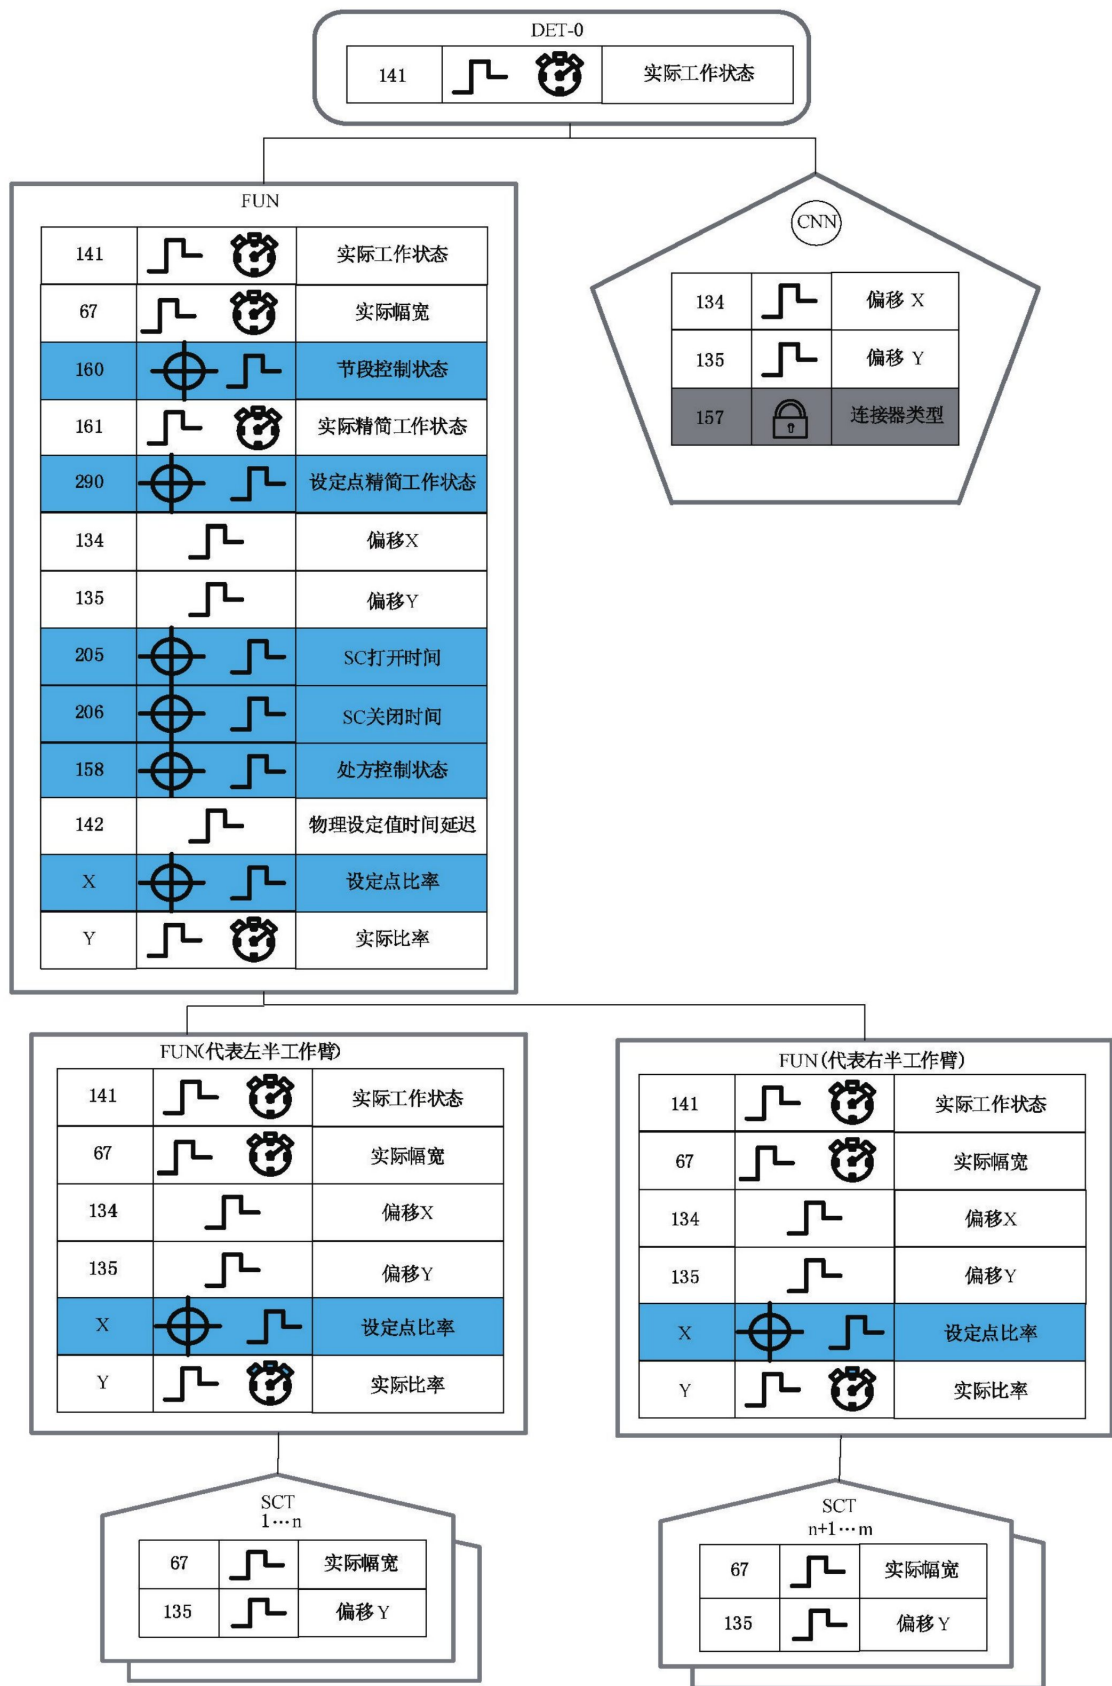 DET-0
141 实际工作状态
FUN
141 实际工作状态
67 实际幅宽
160 节段控制状态
161 实际精简工作状态
290 设定点精简工作状态
134 偏移X
135 偏移Y
205 SC打开时间
206 SC关闭时间
158 处方控制状态
142 物理设定值时间延迟
X 设定点比率
Y 实际比率
CNN
134 偏移 X
135 偏移 Y
157 连接器类型
FUN(代表左半工作臂)
141 实际工作状态
67 实际幅宽
134 偏移X
135 偏移Y
X 设定点比率
Y 实际比率
FUN(代表右半工作臂)
141 实际工作状态
67 实际幅宽
134 偏移X
135 偏移Y
X 设定点比率
Y 实际比率
SCT
1…n
67 实际幅宽
135 偏移 Y
SCT
n+1…m
67 实际幅宽
135 偏移 Y